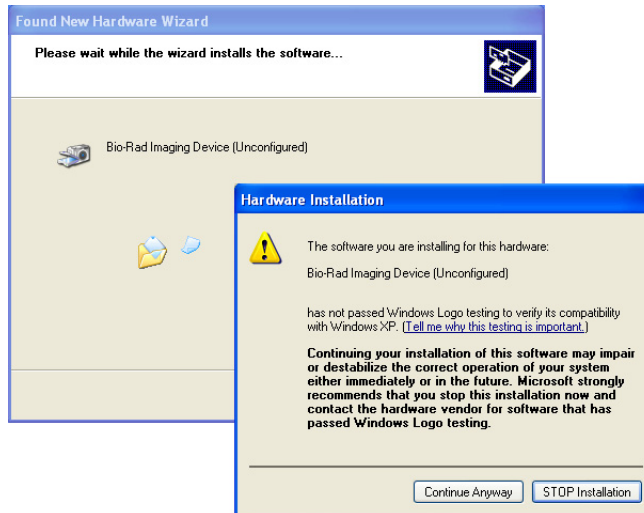 Found New Hardware Wizard
Please wait while the wizard installs the software...
Bio-Rad Imaging Device (Unconfigured)
Hardware Installation
The software you are installing for this hardware:
Bio-Rad Imaging Device (Unconfigured)
has not passed Windows Logo testing to verify its compatibility
with Windows XP. (Tell me why this testing is important.)
Continuing your installation of this software may impair
or destabilize the correct operation of your system
either immediately or in the future. Microsoft strongly
recommends that you stop this installation now and
contact the hardware vendor for software that has
passed Windows Logo testing.
Continue Anyway
STOP Installation